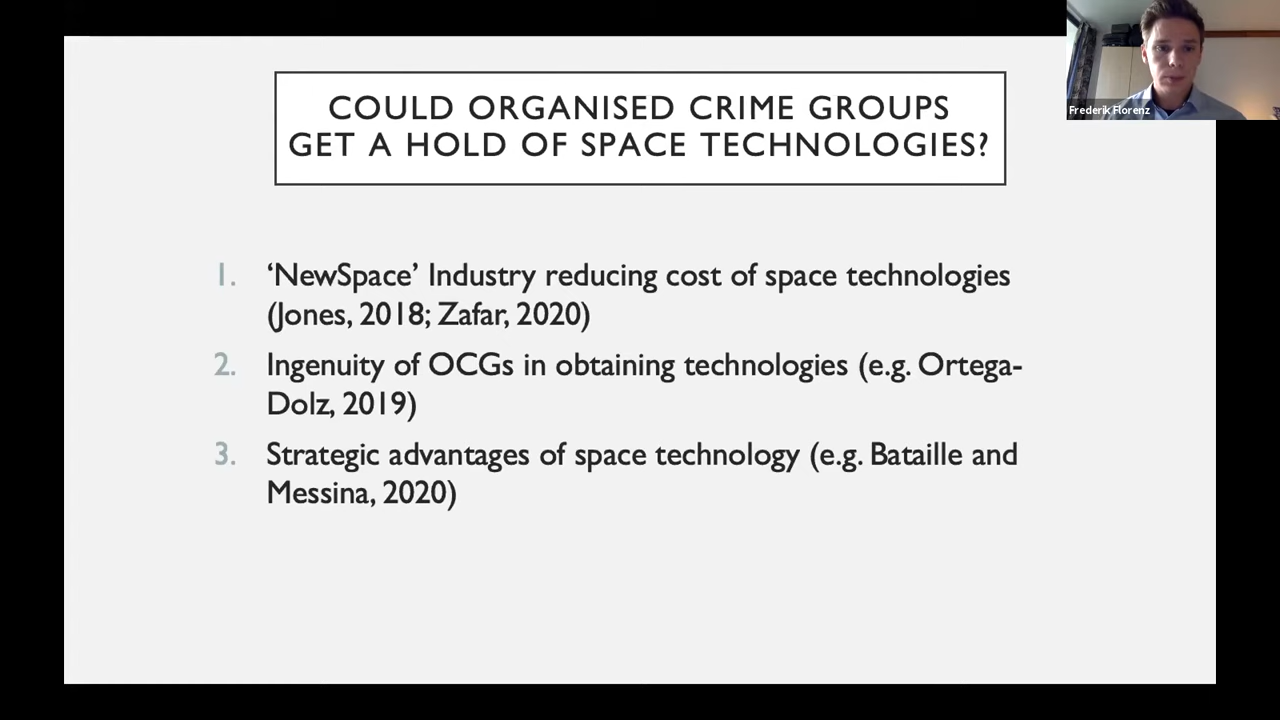 COULD ORGANISED CRIME GROUPS
GET A HOLD OF SPACE TECHNOLOGIES?
1. ‘NewSpace’ Industry reducing cost of space technologies
(Jones, 2018; Zafar, 2020)
2. Ingenuity of OCGs in obtaining technologies (e.g. Ortega-
Dolz, 2019)
3. Strategic advantages of space technology (e.g. Bataille and
Messina, 2020)
Frederik Florenz